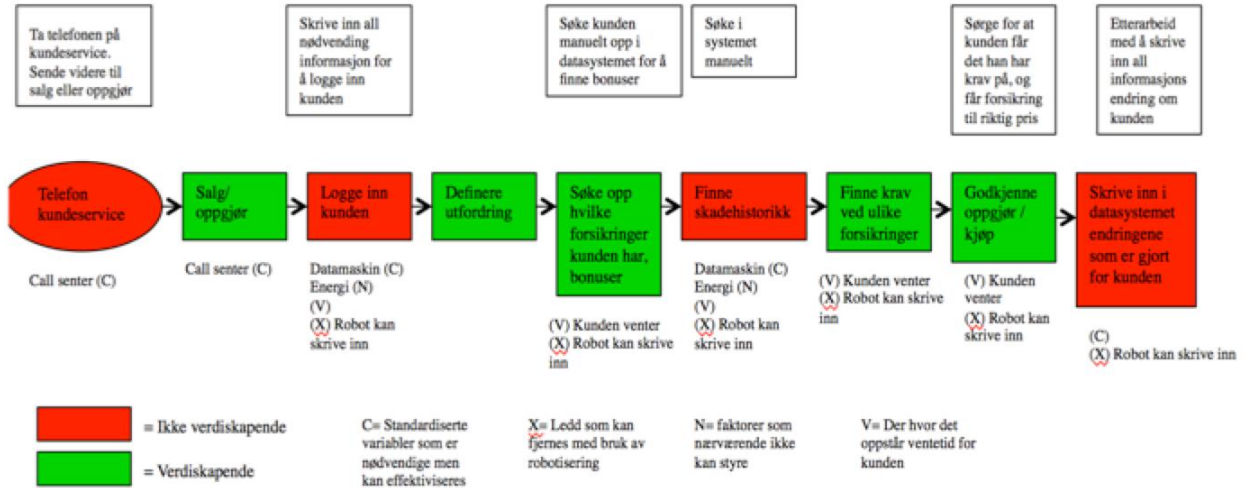 Ta telefonen på
kundeservice.
Sende videre til
salg eller oppgjør
Skrive inn all
nødvending
informasjon for
å logge inn
kunden
Søke kunden
manuelt opp i
datasystemet for å
finne bonuser
Søke i
systemet
manuelt
Sørge for at
kunden får
det han har
krav på, og
får forsikring
til riktig pris
Etterarbeid
med å skrive
inn all
informasjons
endring om
kunden
Telefon
kundeservice
Salg/
oppgjør
Logge inn
kunden
Definere
utfordring
Søke opp
hvilke
forsikringer
kunden har,
bonuser
Finne
skadehistorikk
Finne krav
ved ulike
forsikringer
Godkjenne
oppgjør /
kjøp
Skrive inn i
datasystemet
endringene
som er gjort
for kunden
Call senter (C)
Call senter (C)
Datamaskin (C)
Energi (N)
(V)
(X) Robot kan
skrive inn
(V) Kunden venter
(X) Robot kan skrive
inn
Datamaskin (C)
Energi (N)
(V)
(X) Robot kan
skrive inn
(V) Kunden venter
(X) Robot kan skrive
inn
(V) Kunden
venter
(X) Robot kan
skrive inn
(C)
(X) Robot kan skrive inn
= Ikke verdiskapende
= Verdiskapende
C= Standardiserte
variabler som er
nødvendige men
kan effektiviseres
X= Ledd som kan
fjernes med bruk av
robotisering
N= faktorer som
nærværende ikke
kan styre
V= Der hvor det
oppstår ventetid for
kunden